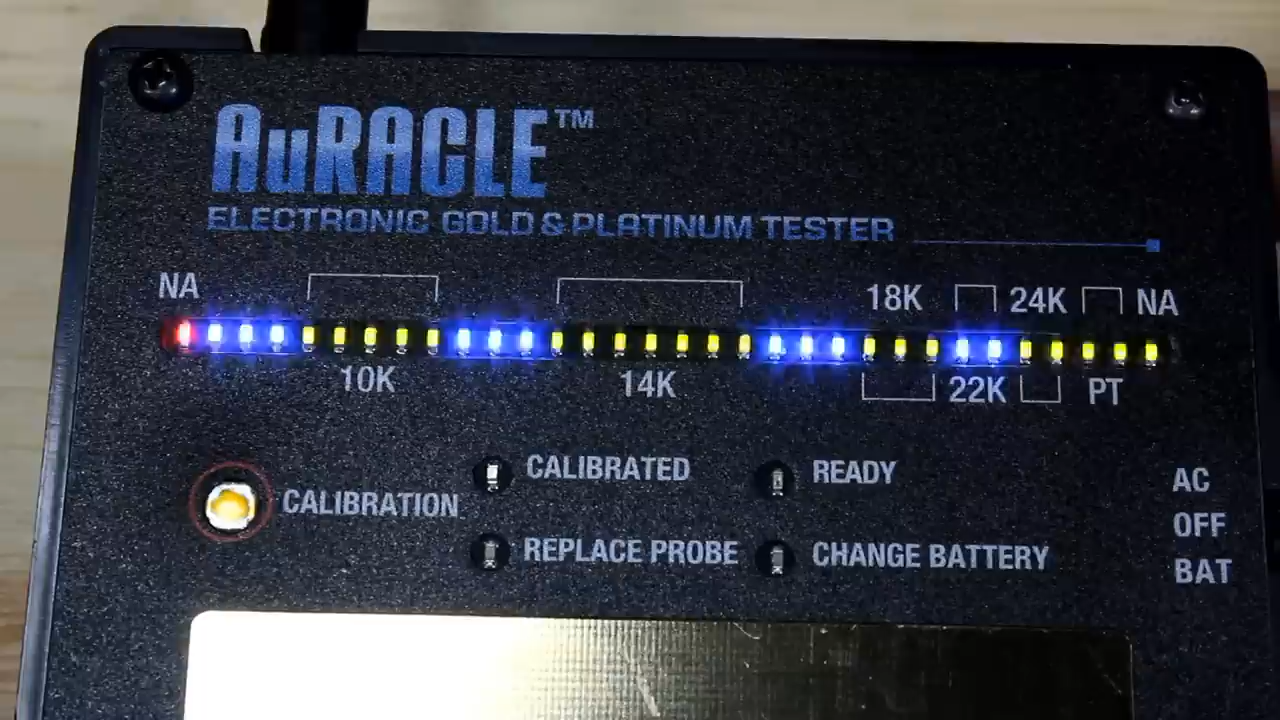 AuRACLE™
ELECTRONIC GOLD & PLATINUM TESTER
NA 18K 24K NA
10K 14K 22K PT
CALIBRATION
CALIBRATED
READY
REPLACE PROBE
CHANGE BATTERY
AC
OFF
BAT